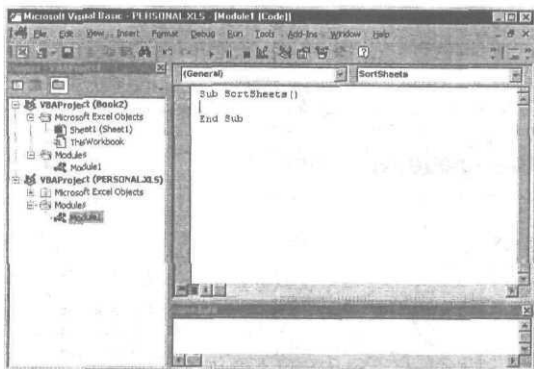 Microsoft Visual Basic - PERSONAL.XLS - [Module1 (Code)]
File Edit View Insert Format Debug Run Tools Add-Ins Window Help
(General)
SortSheets
VBAProject (Book2)
Microsoft Excel Objects
Sheet1 (Sheet1)
ThisWorkbook
Modules
Module1
VBAProject (PERSONAL.XLS)
Microsoft Excel Objects
Modules
Module1
Sub SortSheets()
End Sub